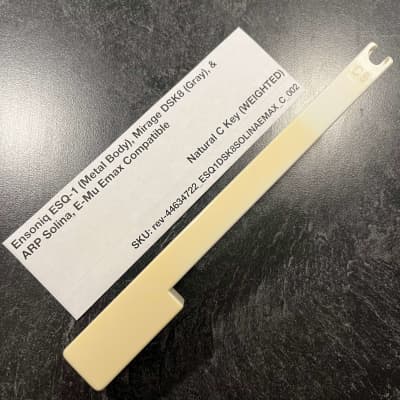 Ensoniq ESQ-1 (Metal Body), Mirage DSK8 (Gray), &
ARP Solina, E-Mu Emax Compatible
Natural C Key (WEIGHTED)
SKU: rev-44634722_ESQ1DSK8SOLINAEMAX_C_002